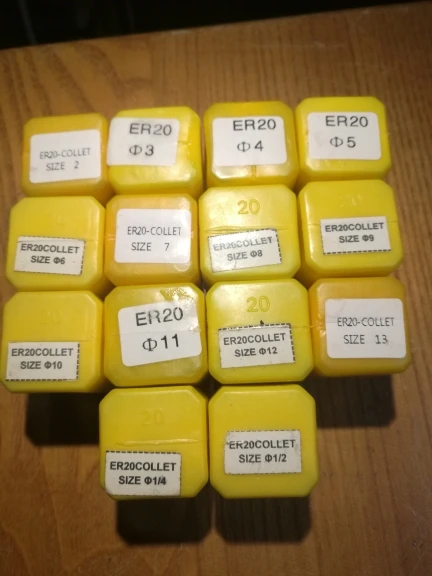 ER20-COLLET
SIZE 2
ER20
Φ3
ER20
Φ4
ER20
Φ5
ER20COLLET
SIZE Φ6
ER20-COLLET
SIZE 7
20
ER20COLLET
SIZE Φ8
ER20COLLET
SIZE Φ9
ER20COLLET
SIZE Φ10
ER20
Φ11
20
ER20COLLET
SIZE Φ12
ER20-COLLET
SIZE 13
20
ER20COLLET
SIZE Φ1/4
ER20COLLET
SIZE Φ1/2